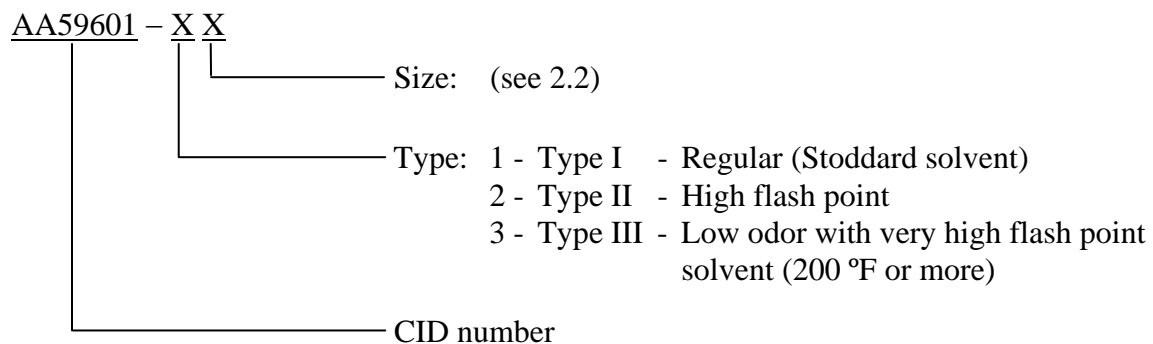 AA59601 – X X
Size: (see 2.2)
Type: 1 - Type I - Regular (Stoddard solvent)
2 - Type II - High flash point
3 - Type III - Low odor with very high flash point
solvent (200 ºF or more)
CID number